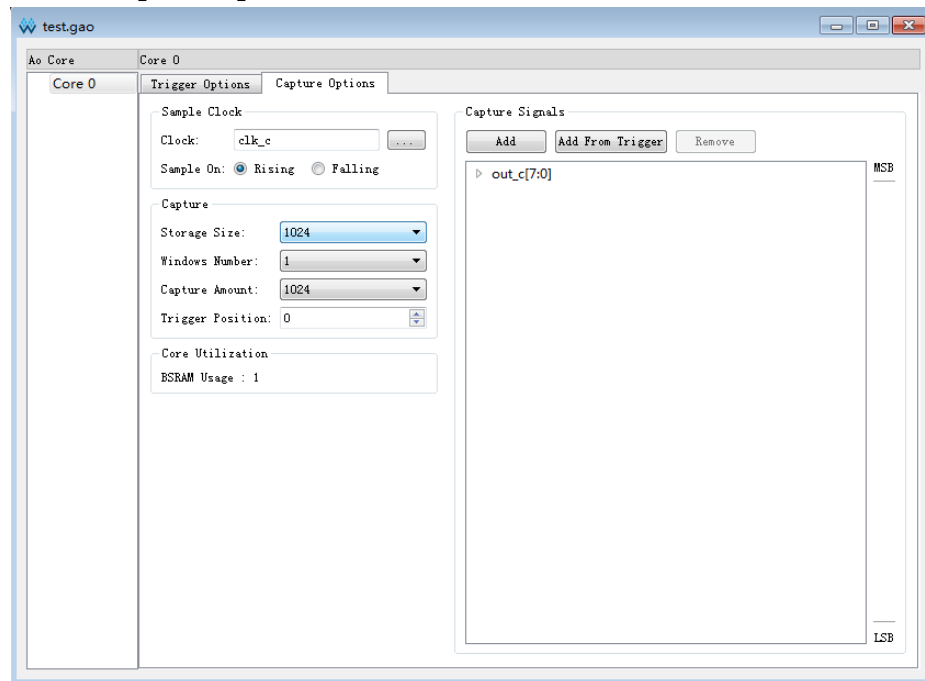 test.gao
Ao Core
Core 0
Core 0
Trigger Options
Capture Options
Sample Clock
Clock: clk_c ...
Sample On: Rising Falling
Capture
Storage Size: 1024
Windows Number: 1
Capture Amount: 1024
Trigger Position: 0
Core Utilization
BSRAM Usage : 1
Capture Signals
Add Add From Trigger Remove
out_c[7:0]
MSB
LSB